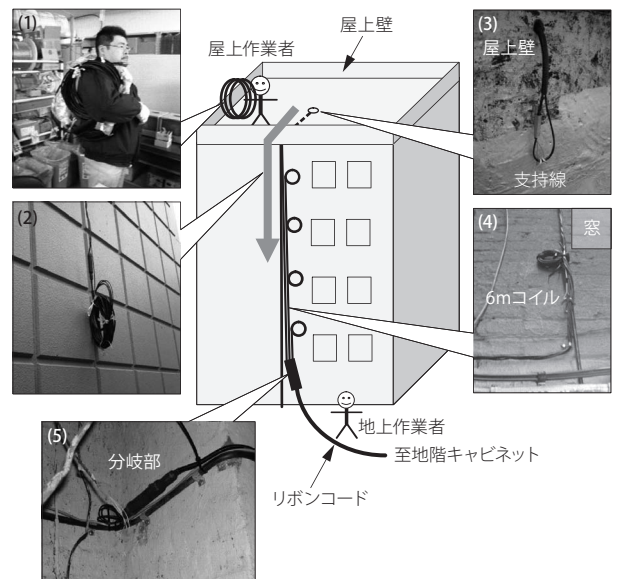 (1)
屋上作業者
屋上壁
(3)
屋上壁
支持線
(2)
(4)
窓
6mコイル
(5)
分岐部
地上作業者
至地階キャビネット
リボンコード